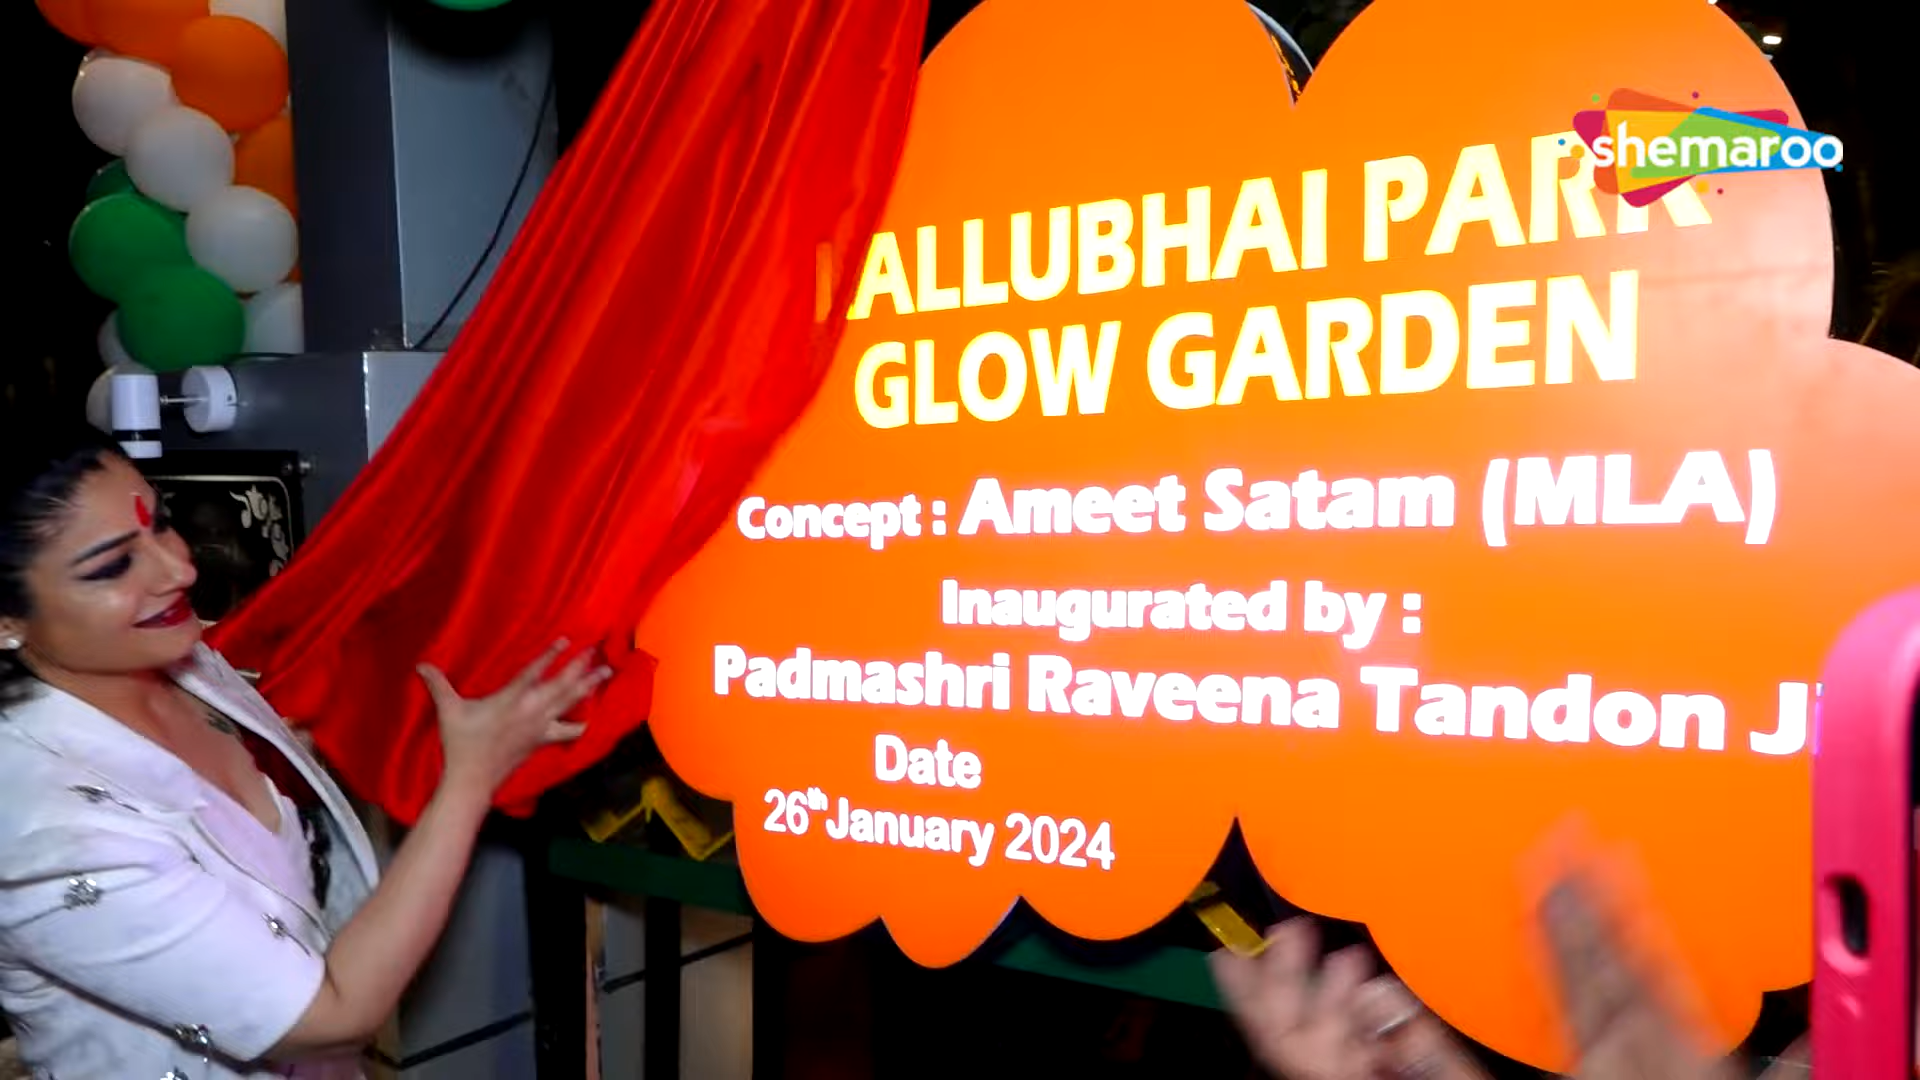 shemaroo
ALLUBHAI PARK
GLOW GARDEN
Concept : Ameet Satam (MLA)
Inaugurated by :
Padmashri Raveena Tandon Ji
Date
26th January 2024